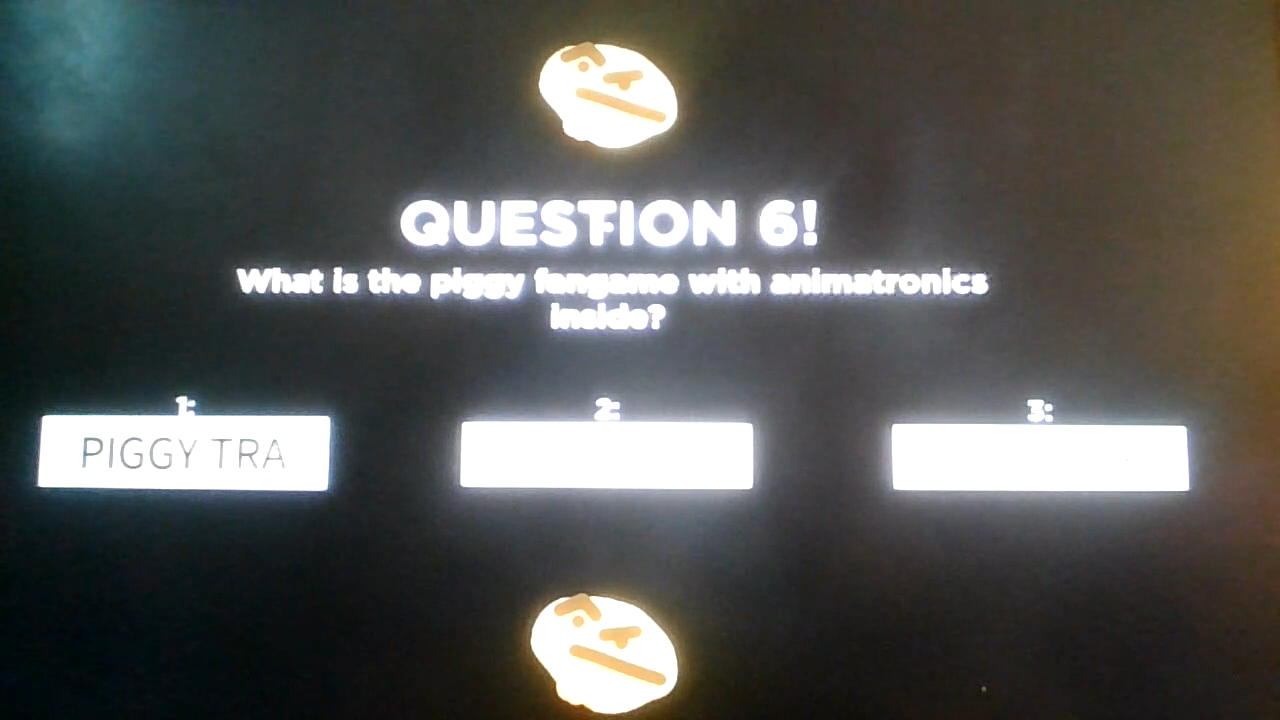 QUESTION 6!
What is the piggy fangame with animatronics
inside?
1:
2:
3:
PIGGY TRA